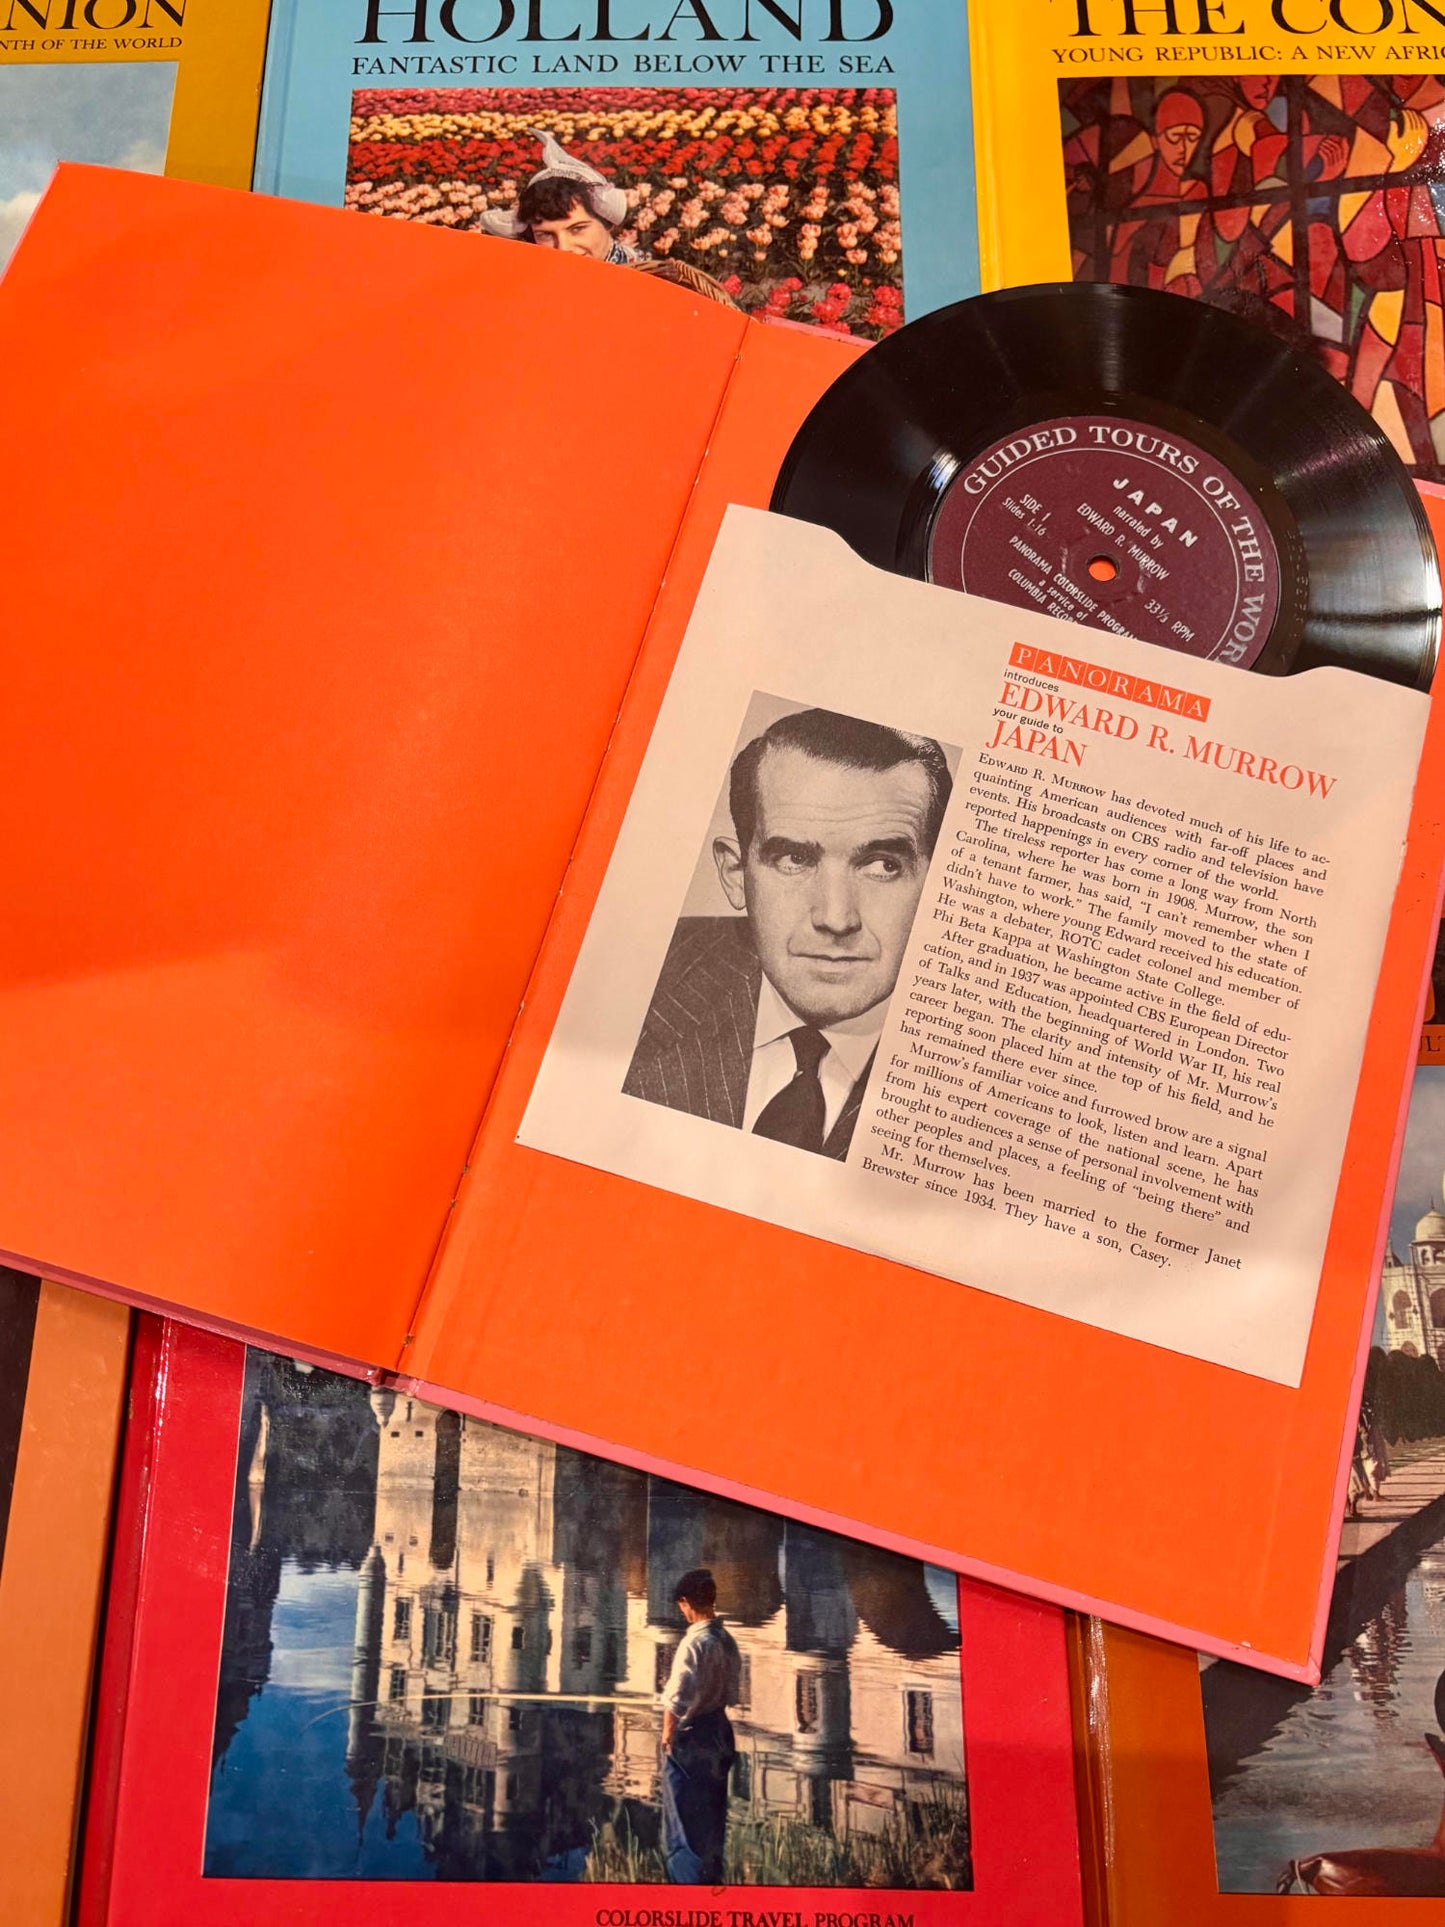 NION
NTH OF THE WORLD
HOLLAND
FANTASTIC LAND BELOW THE SEA
THE CON
YOUNG REPUBLIC: A NEW AFRI
GUIDED TOURS OF THE WOR
JAPAN
narrated by
EDWARD R. MURROW
SIDE 1
Slides 1-16
33⅓ RPM
PANORAMA COLORSLIDE PROGRAM
a service of
COLUMBIA RECOR
PANORAMA
introduces
EDWARD R. MURROW
your guide to
JAPAN
EDWARD R. MURROW has devoted much of his life to ac-
quainting American audiences with far-off places and
events. His broadcasts on CBS radio and television have
reported happenings in every corner of the world.
The tireless reporter has come a long way from North
Carolina, where he was born in 1908. Murrow, the son
of a tenant farmer, has said, "I can't remember when I
didn't have to work." The family moved to the state of
Washington, where young Edward received his education.
He was a debater, ROTC cadet colonel and member of
Phi Beta Kappa at Washington State College.
After graduation, he became active in the field of edu-
cation, and in 1937 was appointed CBS European Director
of Talks and Education, headquartered in London. Two
years later, with the beginning of World War II, his real
career began. The clarity and intensity of Mr. Murrow's
reporting soon placed him at the top of his field, and he
has remained there ever since.
Murrow's familiar voice and furrowed brow are a signal
for millions of Americans to look, listen and learn. Apart
from his expert coverage of the national scene, he has
brought to audiences a sense of personal involvement with
other peoples and places, a feeling of "being there" and
seeing for themselves.
Mr. Murrow has been married to the former Janet
Brewster since 1934. They have a son, Casey.
COLORSLIDE TRAVEL PROGRAM